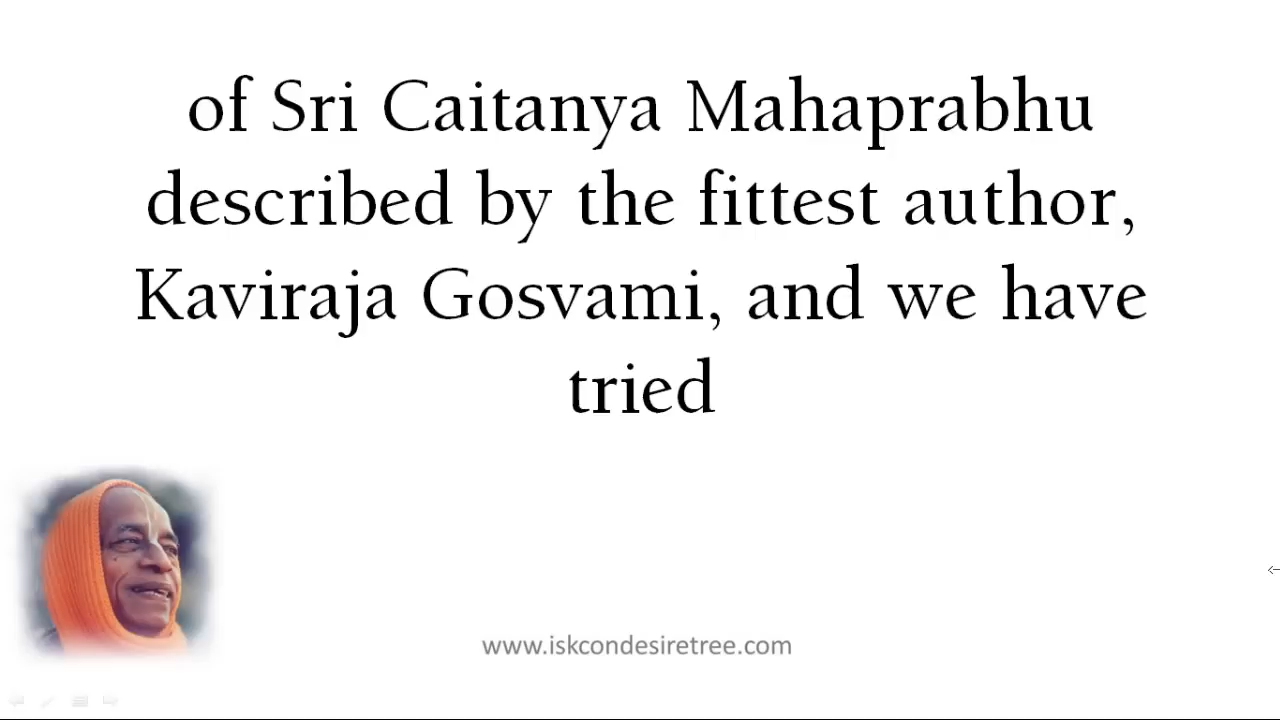 of Sri Caitanya Mahaprabhu
described by the fittest author,
Kaviraja Gosvami, and we have
tried
www.iskcondesiretree.com